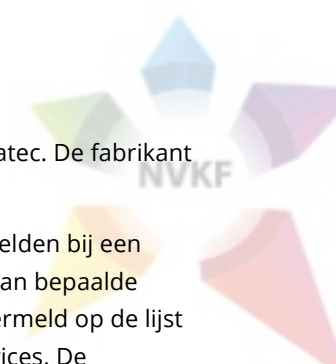 atec. De fabrikant
NVKF
elden bij een
an bepaalde
ermeld op de lijst
ices. De